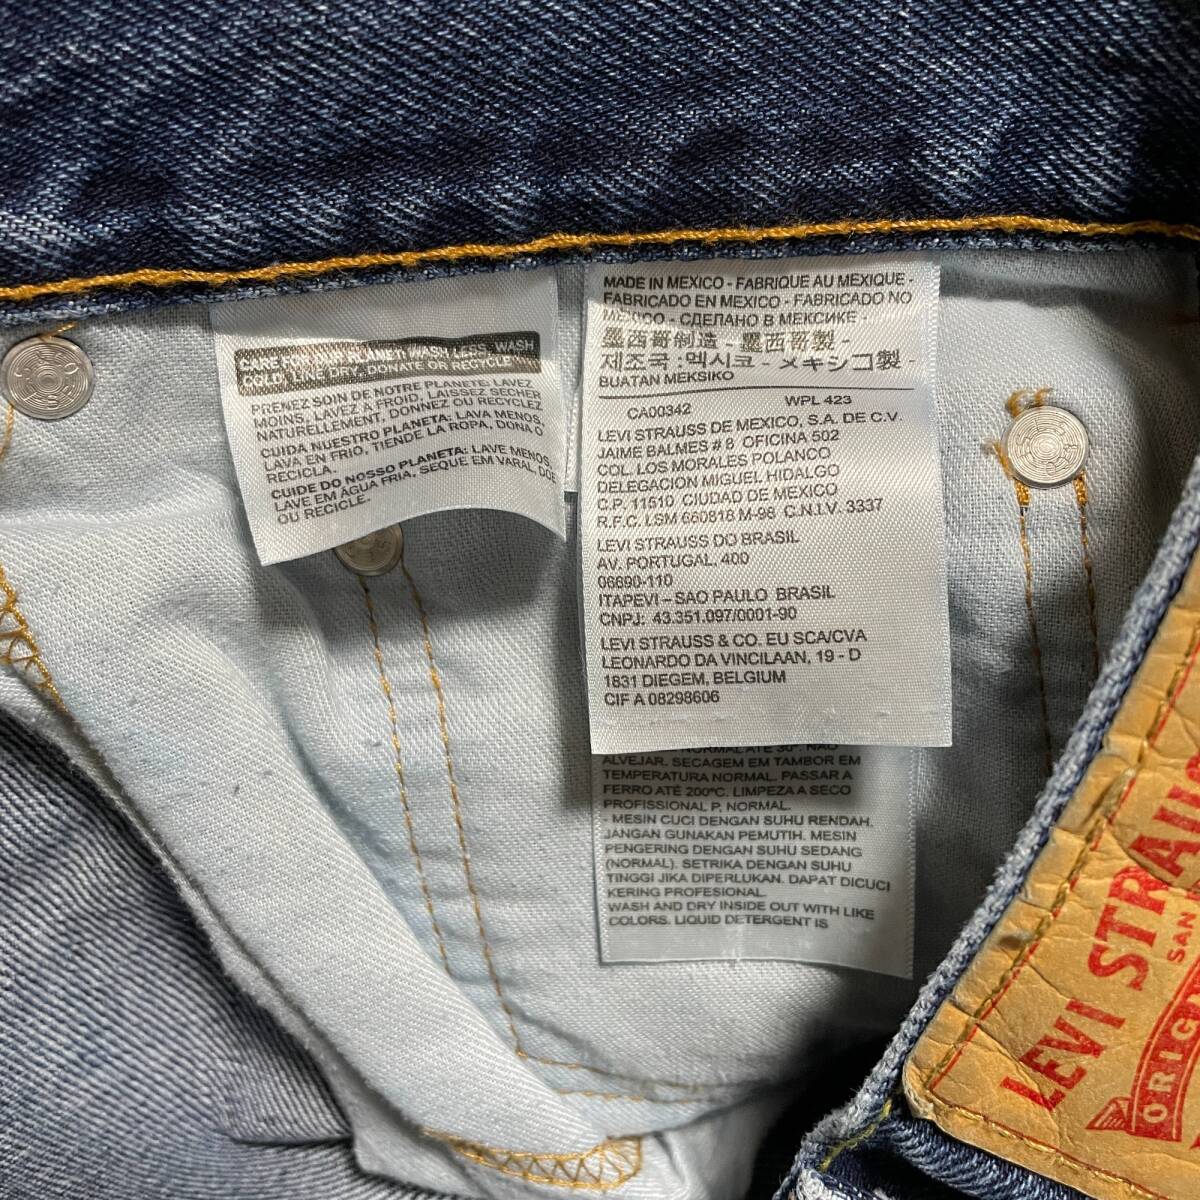 CARE FOR OUR PLANET: WASH LESS, WASH
COLD, LINE DRY, DONATE OR RECYCLE
PRENEZ SOIN DE NOTRE PLANETE: LAVEZ
MOINS, LAVEZ À FROID, LAISSEZ SECHER
NATURELLEMENT, DONNEZ OU RECYCLEZ
CUIDA NUESTRO PLANETA: LAVA MENOS,
LAVA EN FRIO, TIENDE LA ROPA, DONA O
RECICLA.
CUIDE DO NOSSO PLANETA: LAVE MENOS,
LAVE EM ÁGUA FRIA, SEQUE EM VARAL, DOE
OU RECICLE.
MADE IN MEXICO - FABRIQUE AU MEXIQUE -
FABRICADO EN MEXICO - FABRICADO NO
MEXICO - СДЕЛАНО В МЕКСИКЕ -
墨西哥制造 - 墨西哥製 -
제조국 :멕시코 - メキシコ製 -
BUATAN MEKSIKO
CA00342 WPL 423
LEVI STRAUSS DE MEXICO, S.A. DE C.V.
JAIME BALMES # 8 OFICINA 502
COL. LOS MORALES POLANCO
DELEGACION MIGUEL HIDALGO
C.P. 11510 CIUDAD DE MEXICO
R.F.C. LSM 660818 M-98 C.N.I.V. 3337
LEVI STRAUSS DO BRASIL
AV. PORTUGAL, 400
06690-110
ITAPEVI – SAO PAULO BRASIL
CNPJ: 43.351.097/0001-90
LEVI STRAUSS & CO. EU SCA/CVA
LEONARDO DA VINCILAAN, 19 - D
1831 DIEGEM, BELGIUM
CIF A 08298606
NORMAL ATÉ 30°. NÃO
ALVEJAR. SECAGEM EM TAMBOR EM
TEMPERATURA NORMAL. PASSAR A
FERRO ATÉ 200ºC. LIMPEZA A SECO
PROFISSIONAL P, NORMAL.
- MESIN CUCI DENGAN SUHU RENDAH.
JANGAN GUNAKAN PEMUTIH. MESIN
PENGERING DENGAN SUHU SEDANG
(NORMAL). SETRIKA DENGAN SUHU
TINGGI JIKA DIPERLUKAN. DAPAT DICUCI
KERING PROFESIONAL.
WASH AND DRY INSIDE OUT WITH LIKE
COLORS. LIQUID DETERGENT IS
LEVI STRAUSS
SAN